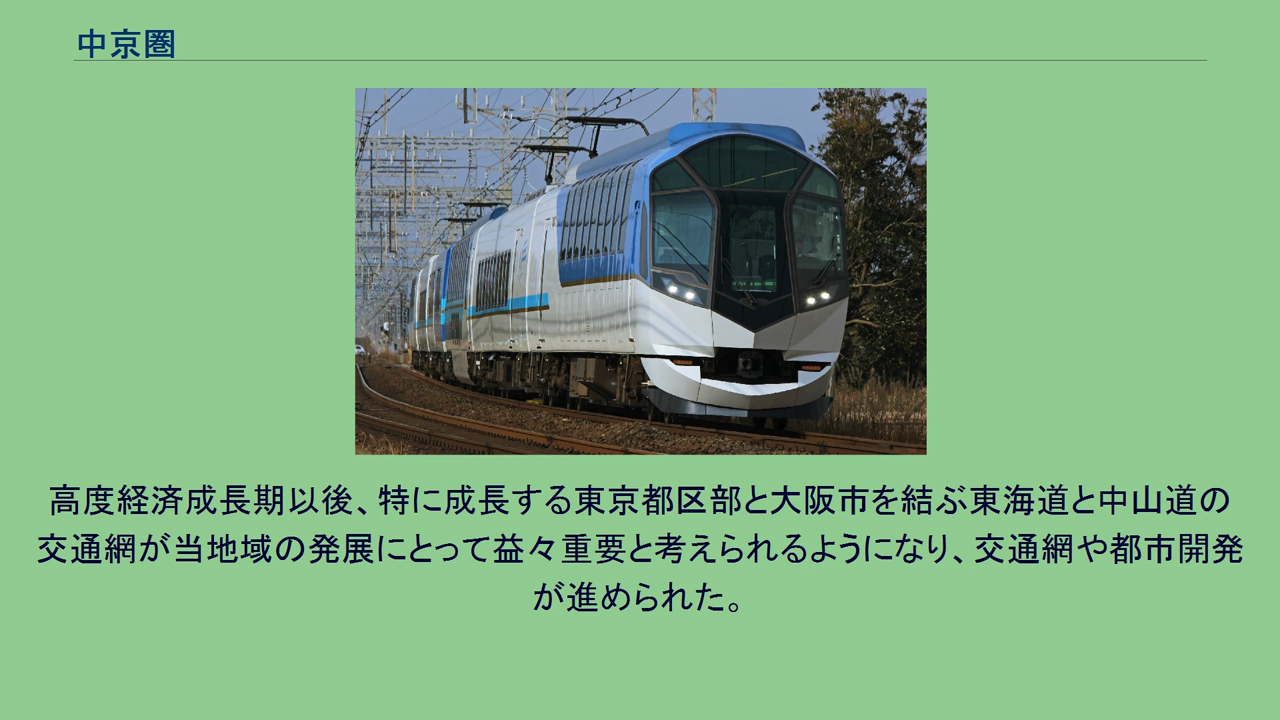 中京圏
高度経済成長期以後、特に成長する東京都区部と大阪市を結ぶ東海道と中山道の
交通網が当地域の発展にとって益々重要と考えられるようになり、交通網や都市開発
が進められた。